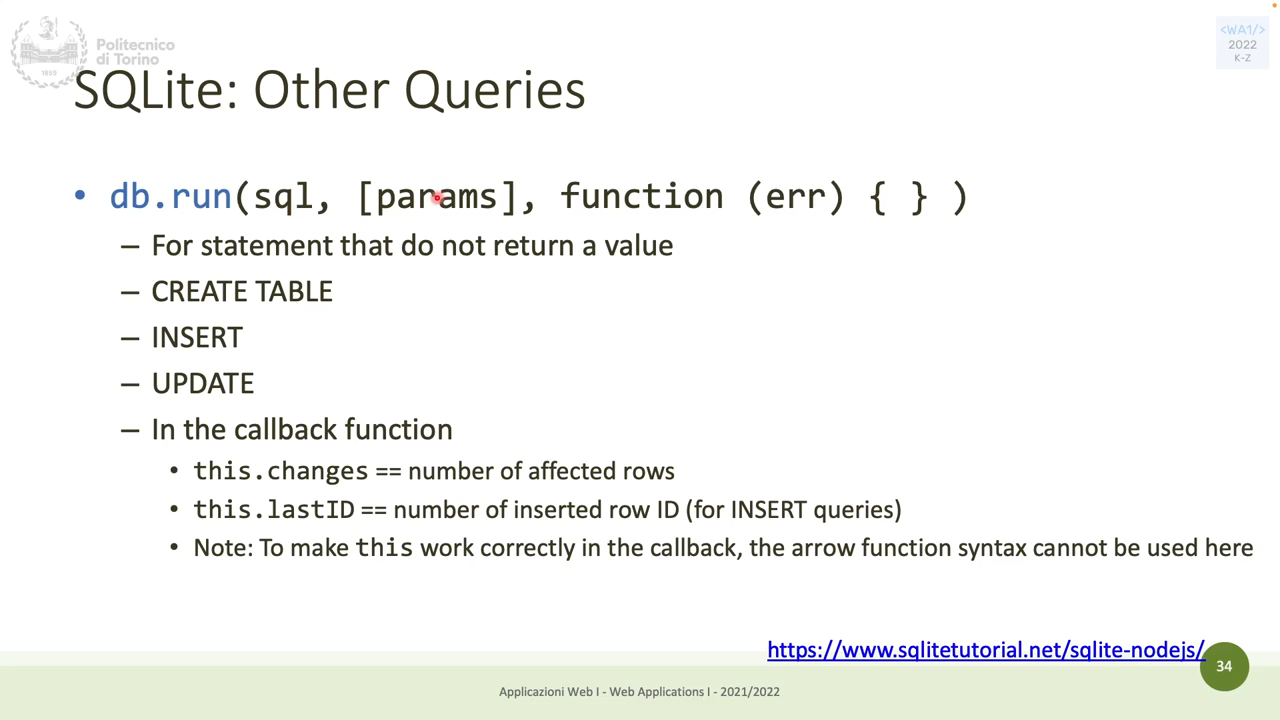 Politecnico
di Torino
1859
<WA1/>
2022
K-Z
SQLite: Other Queries
• db.run(sql, [params], function (err) { } )
– For statement that do not return a value
– CREATE TABLE
– INSERT
– UPDATE
– In the callback function
• this.changes == number of affected rows
• this.lastID == number of inserted row ID (for INSERT queries)
• Note: To make this work correctly in the callback, the arrow function syntax cannot be used here
https://www.sqlitetutorial.net/sqlite-nodejs/
34
Applicazioni Web I - Web Applications I - 2021/2022